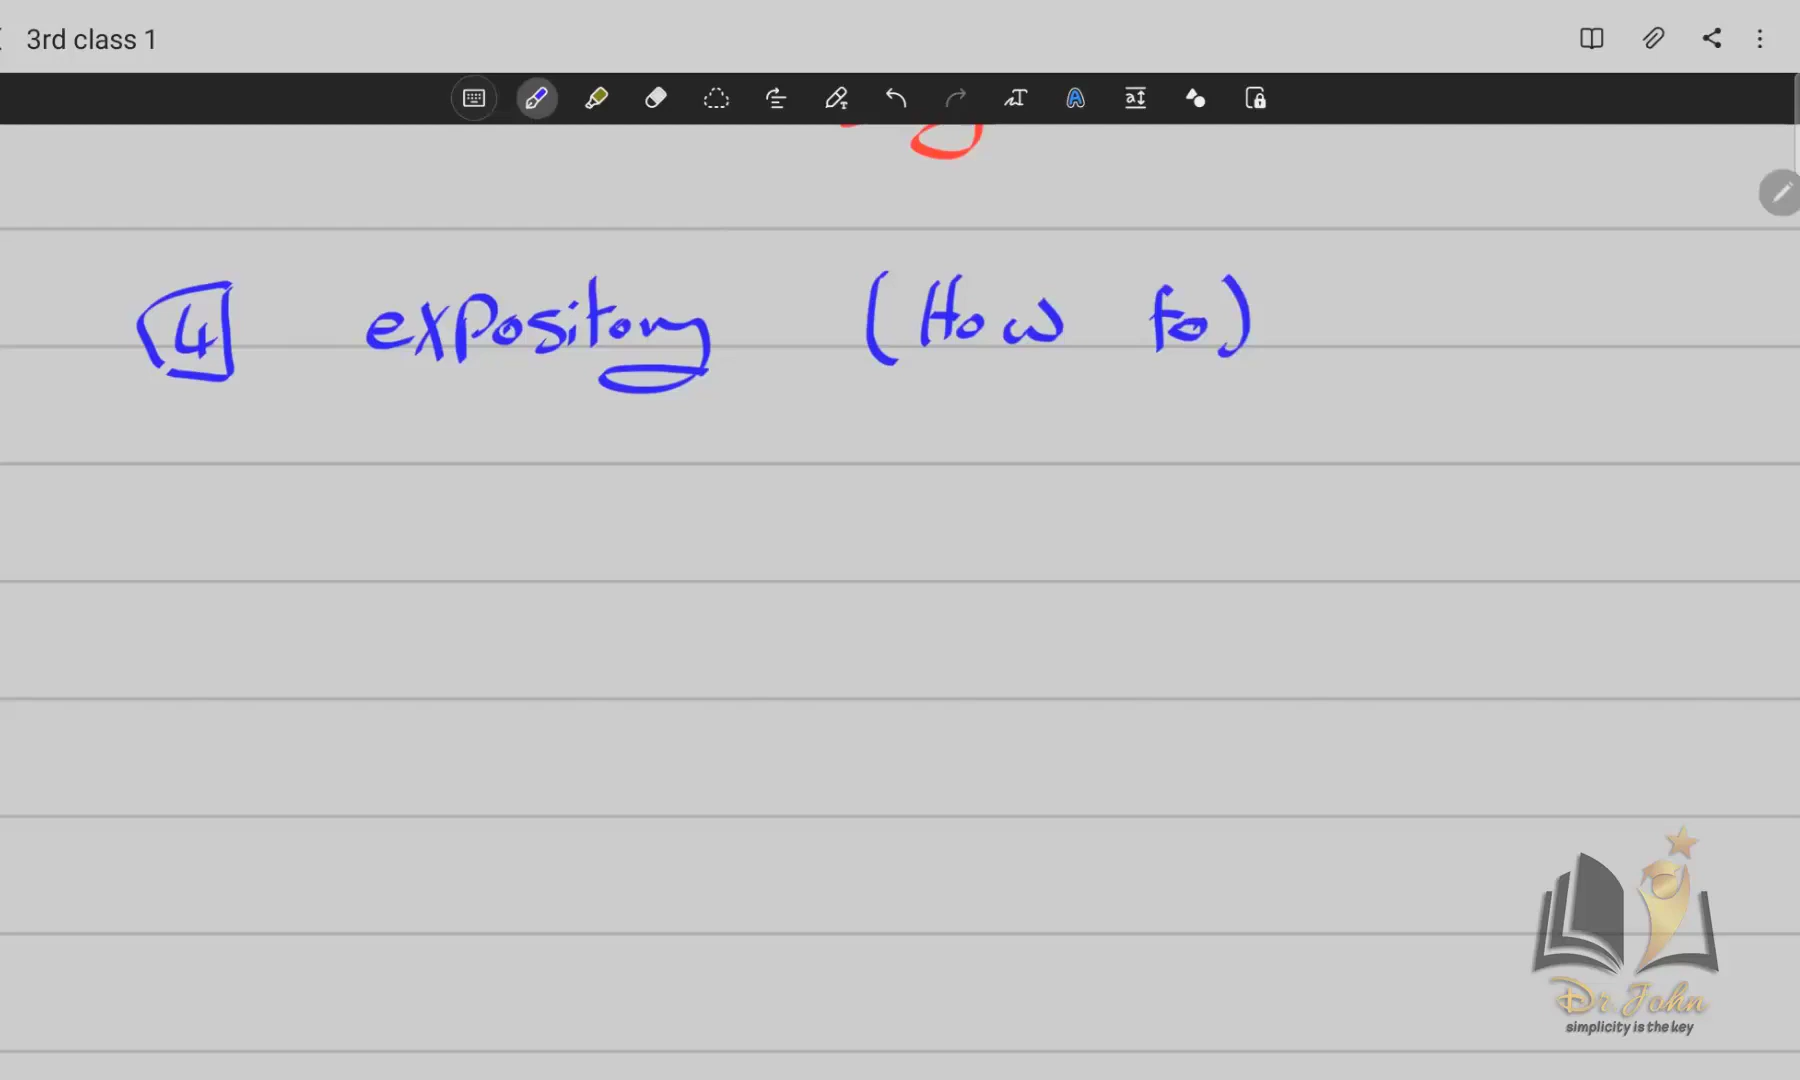 3rd class 1
4 expository (How to)
Dr. John
simplicity is the key